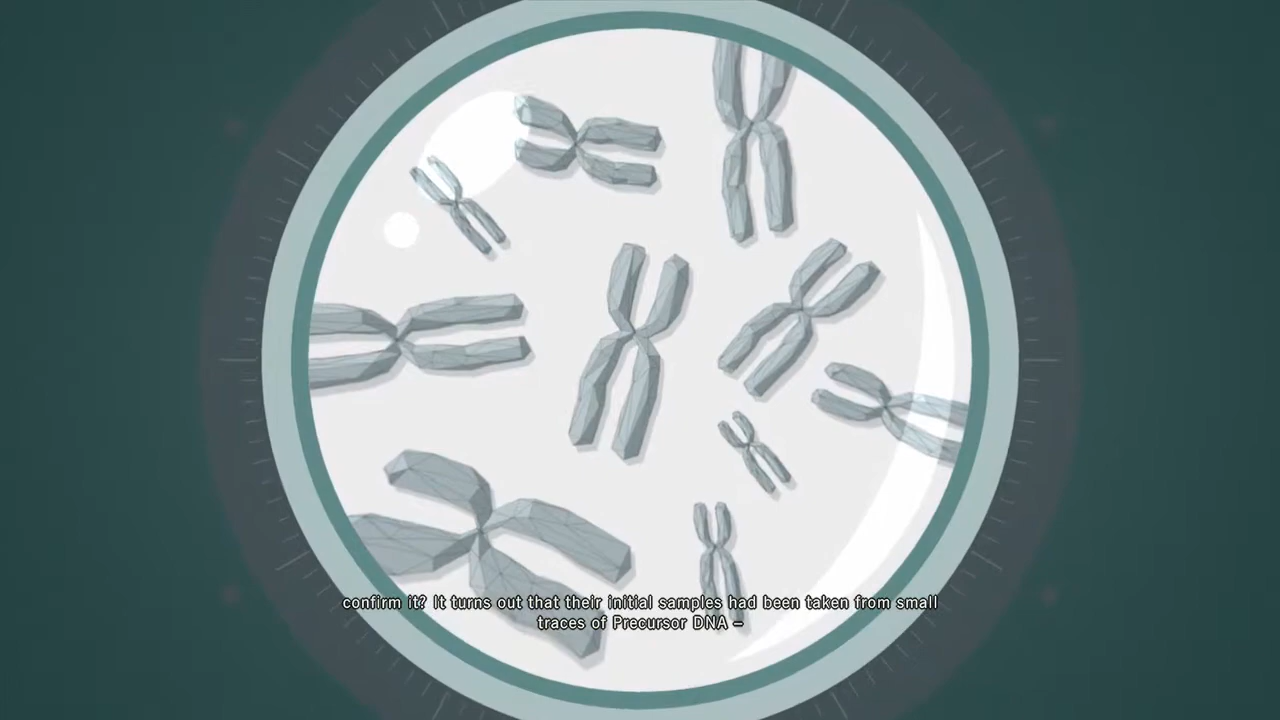 confirm it? It turns out that their initial samples had been taken from small
traces of Precursor DNA –